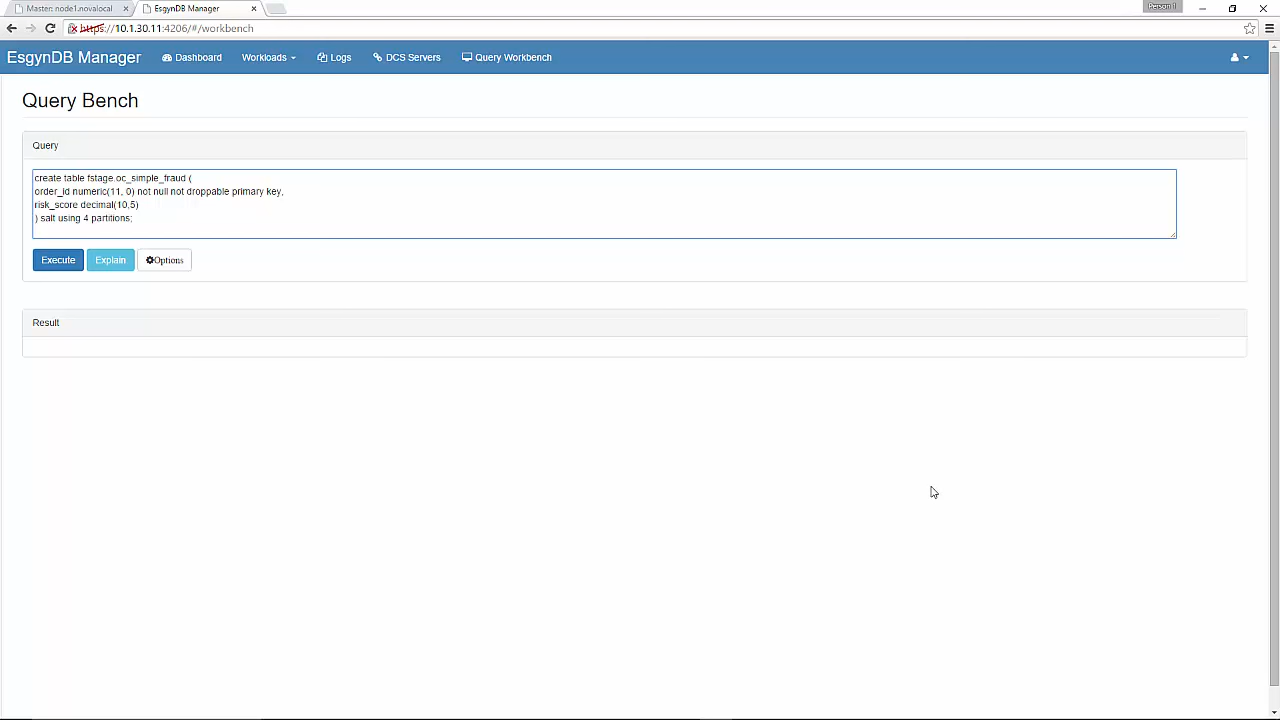 Master: node1.novalocal
EsgynDB Manager
Person 1
https://10.1.30.11:4206/#/workbench
EsgynDB Manager Dashboard Workloads Logs DCS Servers Query Workbench
Query Bench
Query
create table fstage.oc_simple_fraud (
order_id numeric(11, 0) not null not droppable primary key,
risk_score decimal(10,5)
) salt using 4 partitions;
Execute Explain Options
Result